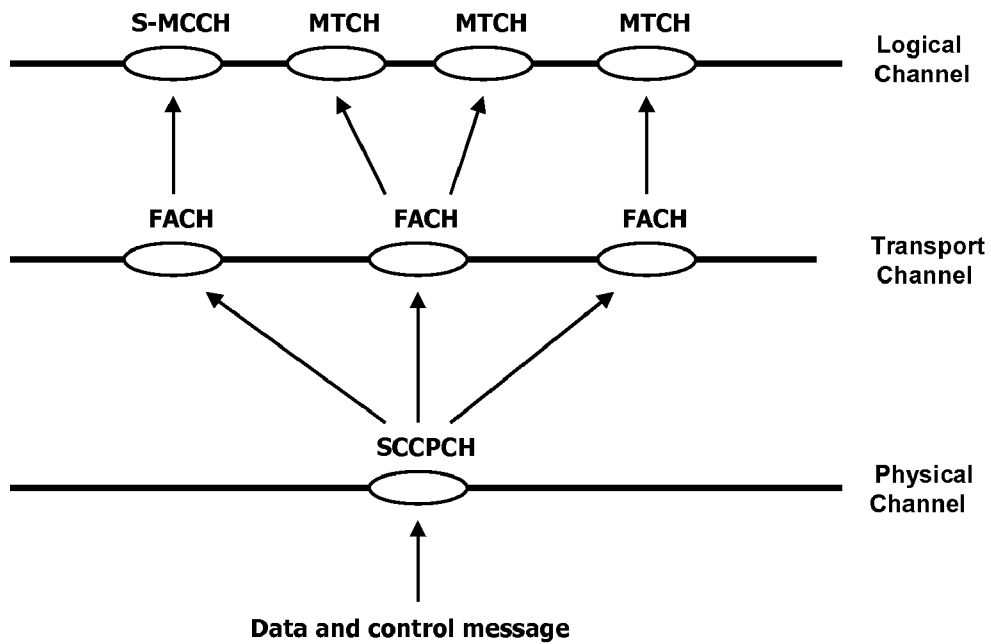 S-MCCH MTCH MTCH MTCH
Logical
Channel
FACH FACH FACH
Transport
Channel
SCCPCH
Physical
Channel
Data and control message